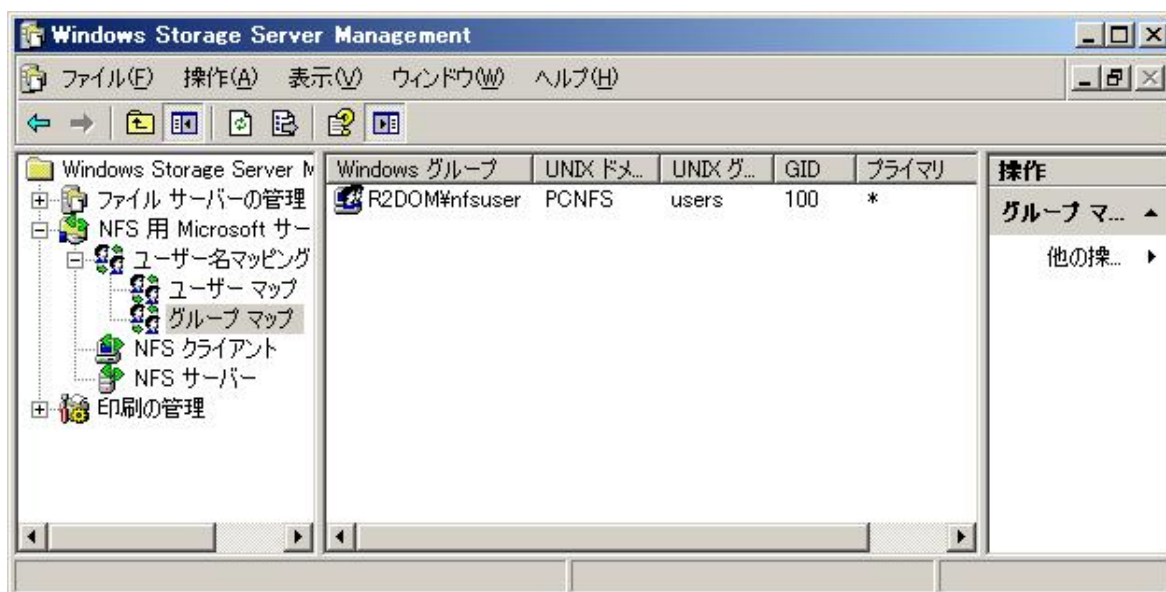 Windows Storage Server Management
ファイル(F) 操作(A) 表示(V) ウィンドウ(W) ヘルプ(H)
Windows Storage Server M
ファイル サーバーの管理
NFS 用 Microsoft サー
ユーザー名マッピング
ユーザー マップ
グループ マップ
NFS クライアント
NFS サーバー
印刷の管理
Windows グループ UNIX ドメ... UNIX グ... GID プライマリ
R2DOM¥nfsuser PCNFS users 100 *
操作
グループ マ...
他の操...